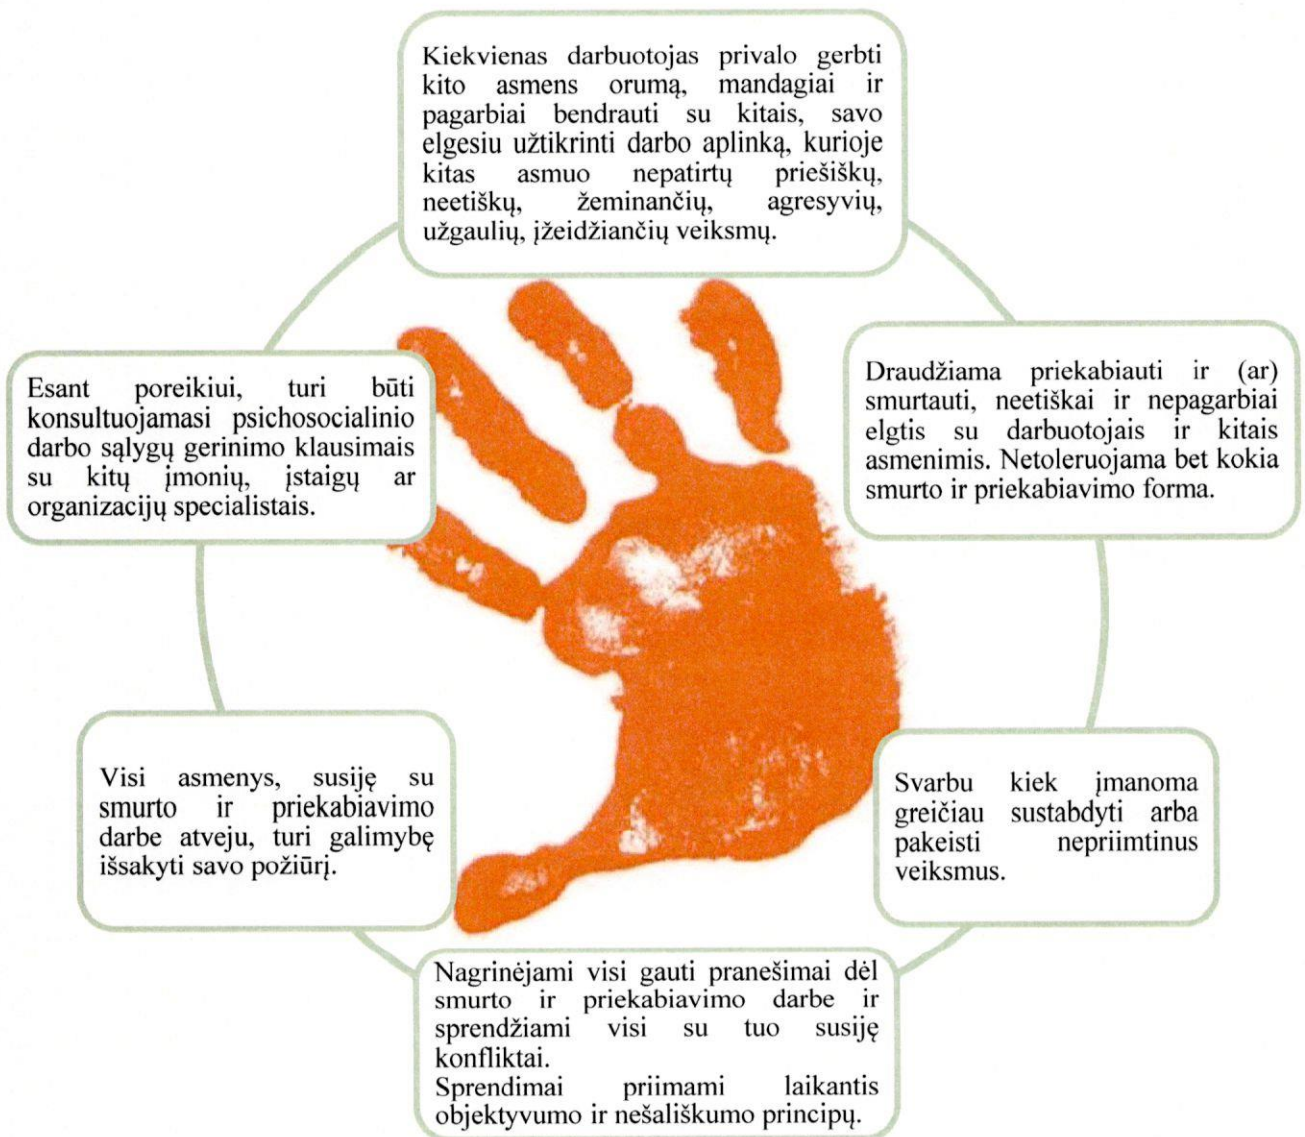 Kiekvienas darbuotojas privalo gerbti
kito asmens orumą, mandagiai ir
pagarbiai bendrauti su kitais, savo
elgesiu užtikrinti darbo aplinką, kurioje
kitas asmuo nepatirtų priešiškų,
neetiškų, žeminančių, agresyvių,
užgaulių, įžeidžiančių veiksmų.
Draudžiama priekabiauti ir (ar)
smurtauti, neetiškai ir nepagarbiai
elgtis su darbuotojais ir kitais
asmenimis. Netoleruojama bet kokia
smurto ir priekabiavimo forma.
Svarbu kiek įmanoma
greičiau sustabdyti arba
pakeisti nepriimtinus
veiksmus.
Nagrinėjami visi gauti pranešimai dėl
smurto ir priekabiavimo darbe ir
sprendžiami visi su tuo susiję
konfliktai.
Sprendimai priimami laikantis
objektyvumo ir nešališkumo principų.
Visi asmenys, susiję su
smurto ir priekabiavimo
darbe atveju, turi galimybę
išsakyti savo požiūrį.
Esant poreikiui, turi būti
konsultuojamasi psichosocialinio
darbo sąlygų gerinimo klausimais
su kitų įmonių, įstaigų ar
organizacijų specialistais.